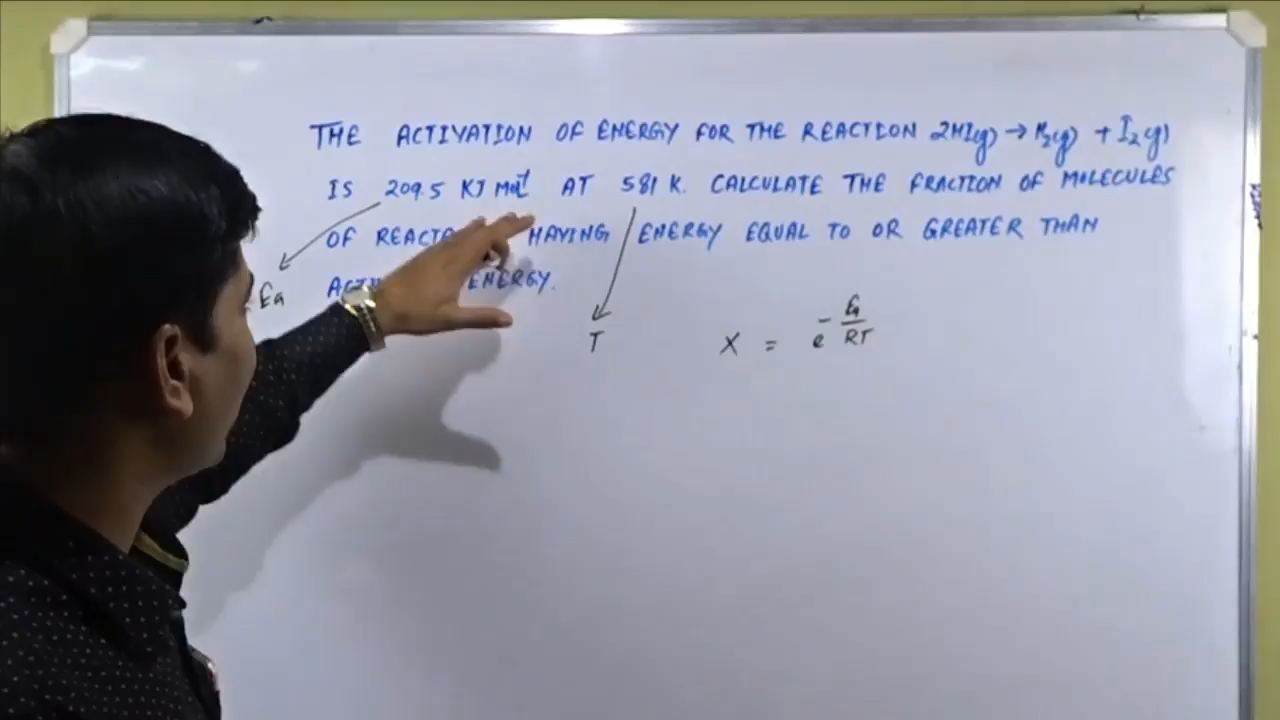 THE ACTIVATION OF ENERGY FOR THE REACTION 2HI(g) → H₂(g) + I₂(g)
IS 209.5 KJ Mol⁻¹ AT 581 K. CALCULATE THE FRACTION OF MOLECULES
OF HAVING ENERGY EQUAL TO OR GREATER THAN
ENERGY.
Ea
T
X = e^-Ea/RT